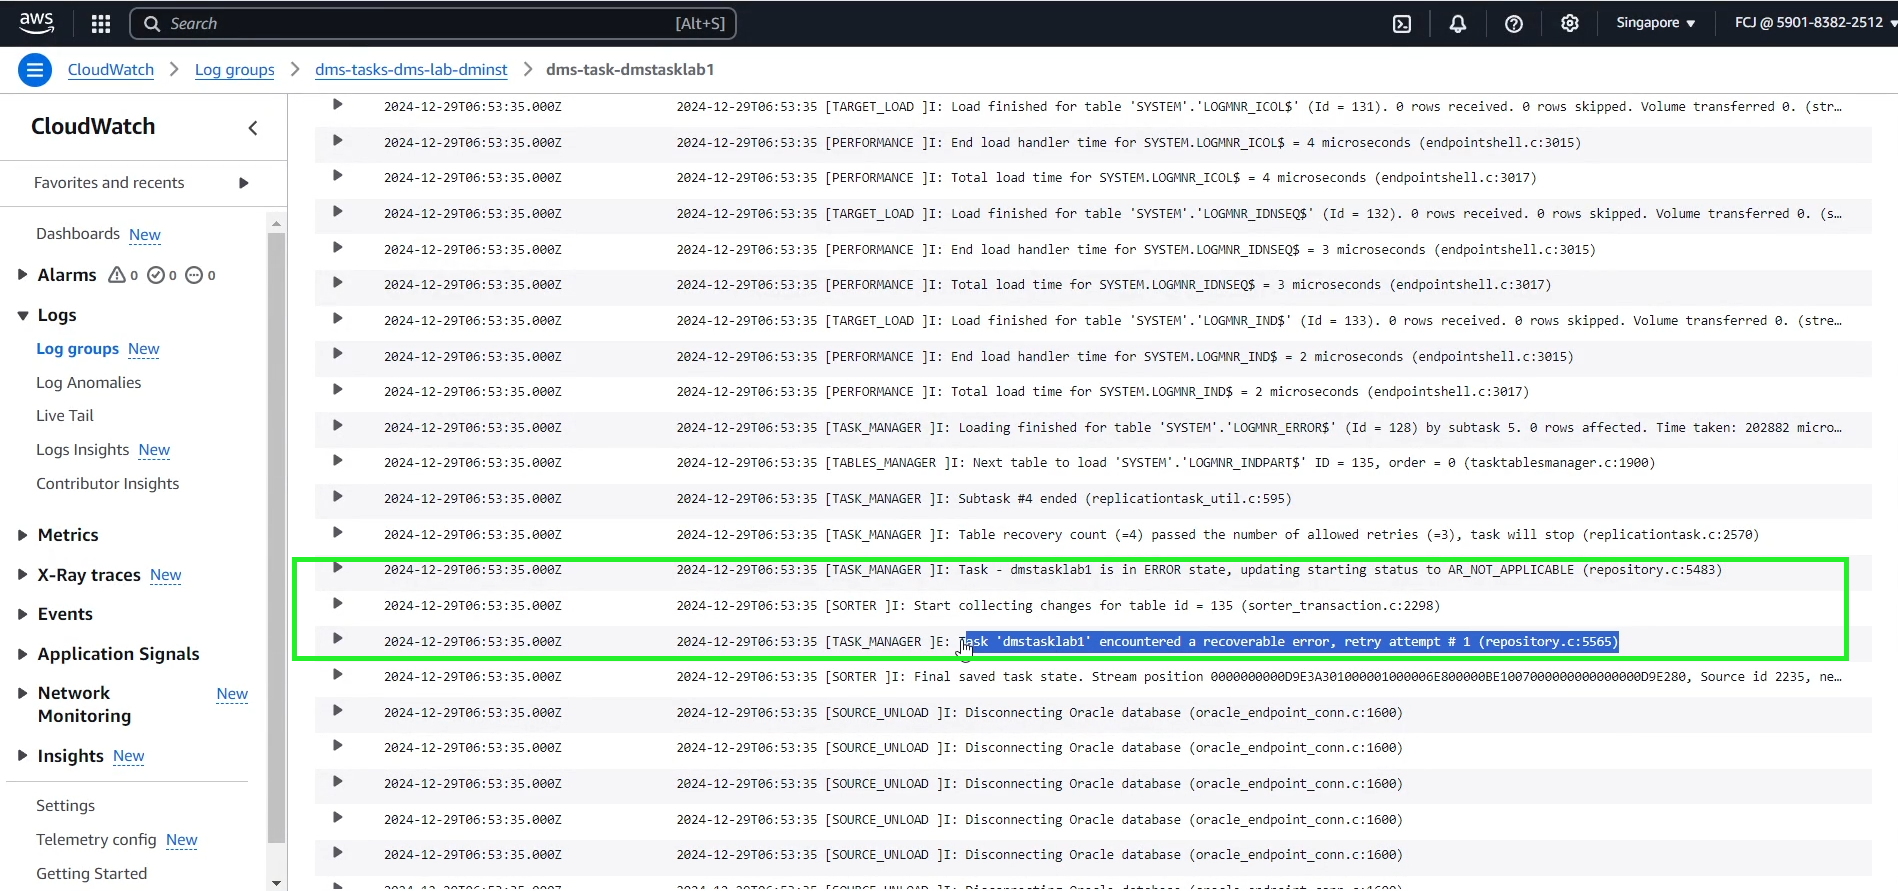 aws
Search [Alt+S]
Singapore
FCJ @ 5901-8382-2512
CloudWatch
Log groups
dms-tasks-dms-lab-dminst
dms-task-dmstasklab1
CloudWatch
Favorites and recents
Dashboards New
Alarms 0 0 0
Logs
Log groups New
Log Anomalies
Live Tail
Logs Insights New
Contributor Insights
Metrics
X-Ray traces New
Events
Application Signals
Network Monitoring New
Insights New
Settings
Telemetry config New
Getting Started
2024-12-29T06:53:35.000Z 2024-12-29T06:53:35 [TARGET_LOAD ]I: Load finished for table 'SYSTEM'.'LOGMNR_ICOL$' (Id = 131). 0 rows received. 0 rows skipped. Volume transferred 0. (str…
2024-12-29T06:53:35.000Z 2024-12-29T06:53:35 [PERFORMANCE ]I: End load handler time for SYSTEM.LOGMNR_ICOL$ = 4 microseconds (endpointshell.c:3015)
2024-12-29T06:53:35.000Z 2024-12-29T06:53:35 [PERFORMANCE ]I: Total load time for SYSTEM.LOGMNR_ICOL$ = 4 microseconds (endpointshell.c:3017)
2024-12-29T06:53:35.000Z 2024-12-29T06:53:35 [TARGET_LOAD ]I: Load finished for table 'SYSTEM'.'LOGMNR_IDNSEQ$' (Id = 132). 0 rows received. 0 rows skipped. Volume transferred 0. (s…
2024-12-29T06:53:35.000Z 2024-12-29T06:53:35 [PERFORMANCE ]I: End load handler time for SYSTEM.LOGMNR_IDNSEQ$ = 3 microseconds (endpointshell.c:3015)
2024-12-29T06:53:35.000Z 2024-12-29T06:53:35 [PERFORMANCE ]I: Total load time for SYSTEM.LOGMNR_IDNSEQ$ = 3 microseconds (endpointshell.c:3017)
2024-12-29T06:53:35.000Z 2024-12-29T06:53:35 [TARGET_LOAD ]I: Load finished for table 'SYSTEM'.'LOGMNR_IND$' (Id = 133). 0 rows received. 0 rows skipped. Volume transferred 0. (stre…
2024-12-29T06:53:35.000Z 2024-12-29T06:53:35 [PERFORMANCE ]I: End load handler time for SYSTEM.LOGMNR_IND$ = 2 microseconds (endpointshell.c:3015)
2024-12-29T06:53:35.000Z 2024-12-29T06:53:35 [PERFORMANCE ]I: Total load time for SYSTEM.LOGMNR_IND$ = 2 microseconds (endpointshell.c:3017)
2024-12-29T06:53:35.000Z 2024-12-29T06:53:35 [TASK_MANAGER ]I: Loading finished for table 'SYSTEM'.'LOGMNR_ERROR$' (Id = 128) by subtask 5. 0 rows affected. Time taken: 202882 micro…
2024-12-29T06:53:35.000Z 2024-12-29T06:53:35 [TABLES_MANAGER ]I: Next table to load 'SYSTEM'.'LOGMNR_INDPART$' ID = 135, order = 0 (tasktablesmanager.c:1900)
2024-12-29T06:53:35.000Z 2024-12-29T06:53:35 [TASK_MANAGER ]I: Subtask #4 ended (replicationtask_util.c:595)
2024-12-29T06:53:35.000Z 2024-12-29T06:53:35 [TASK_MANAGER ]I: Table recovery count (=4) passed the number of allowed retries (=3), task will stop (replicationtask.c:2570)
2024-12-29T06:53:35.000Z 2024-12-29T06:53:35 [TASK_MANAGER ]I: Task - dmstasklab1 is in ERROR state, updating starting status to AR_NOT_APPLICABLE (repository.c:5483)
2024-12-29T06:53:35.000Z 2024-12-29T06:53:35 [SORTER ]I: Start collecting changes for table id = 135 (sorter_transaction.c:2298)
2024-12-29T06:53:35.000Z 2024-12-29T06:53:35 [TASK_MANAGER ]E: Task 'dmstasklab1' encountered a recoverable error, retry attempt # 1 (repository.c:5565)
2024-12-29T06:53:35.000Z 2024-12-29T06:53:35 [SORTER ]I: Final saved task state. Stream position 0000000000D9E3A301000001000006E800000BE1007000000000000000D9E280, Source id 2235, ne…
2024-12-29T06:53:35.000Z 2024-12-29T06:53:35 [SOURCE_UNLOAD ]I: Disconnecting Oracle database (oracle_endpoint_conn.c:1600)
2024-12-29T06:53:35.000Z 2024-12-29T06:53:35 [SOURCE_UNLOAD ]I: Disconnecting Oracle database (oracle_endpoint_conn.c:1600)
2024-12-29T06:53:35.000Z 2024-12-29T06:53:35 [SOURCE_UNLOAD ]I: Disconnecting Oracle database (oracle_endpoint_conn.c:1600)
2024-12-29T06:53:35.000Z 2024-12-29T06:53:35 [SOURCE_UNLOAD ]I: Disconnecting Oracle database (oracle_endpoint_conn.c:1600)
2024-12-29T06:53:35.000Z 2024-12-29T06:53:35 [SOURCE_UNLOAD ]I: Disconnecting Oracle database (oracle_endpoint_conn.c:1600)